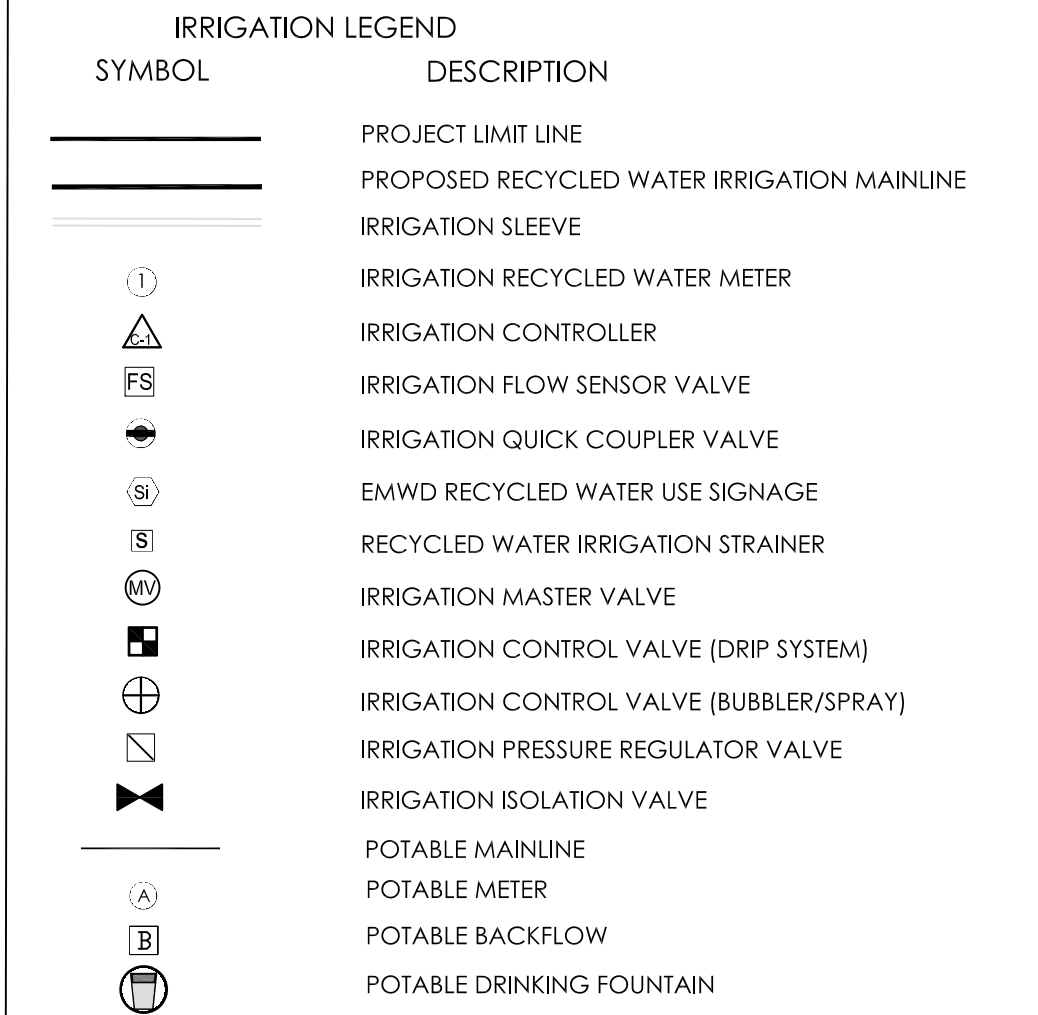 IRRIGATION LEGEND
SYMBOL DESCRIPTION
PROJECT LIMIT LINE
PROPOSED RECYCLED WATER IRRIGATION MAINLINE
IRRIGATION SLEEVE
1 IRRIGATION RECYCLED WATER METER
C-1 IRRIGATION CONTROLLER
FS IRRIGATION FLOW SENSOR VALVE
IRRIGATION QUICK COUPLER VALVE
Si EMWD RECYCLED WATER USE SIGNAGE
S RECYCLED WATER IRRIGATION STRAINER
MV IRRIGATION MASTER VALVE
IRRIGATION CONTROL VALVE (DRIP SYSTEM)
IRRIGATION CONTROL VALVE (BUBBLER/SPRAY)
IRRIGATION PRESSURE REGULATOR VALVE
IRRIGATION ISOLATION VALVE
POTABLE MAINLINE
A POTABLE METER
B POTABLE BACKFLOW
POTABLE DRINKING FOUNTAIN